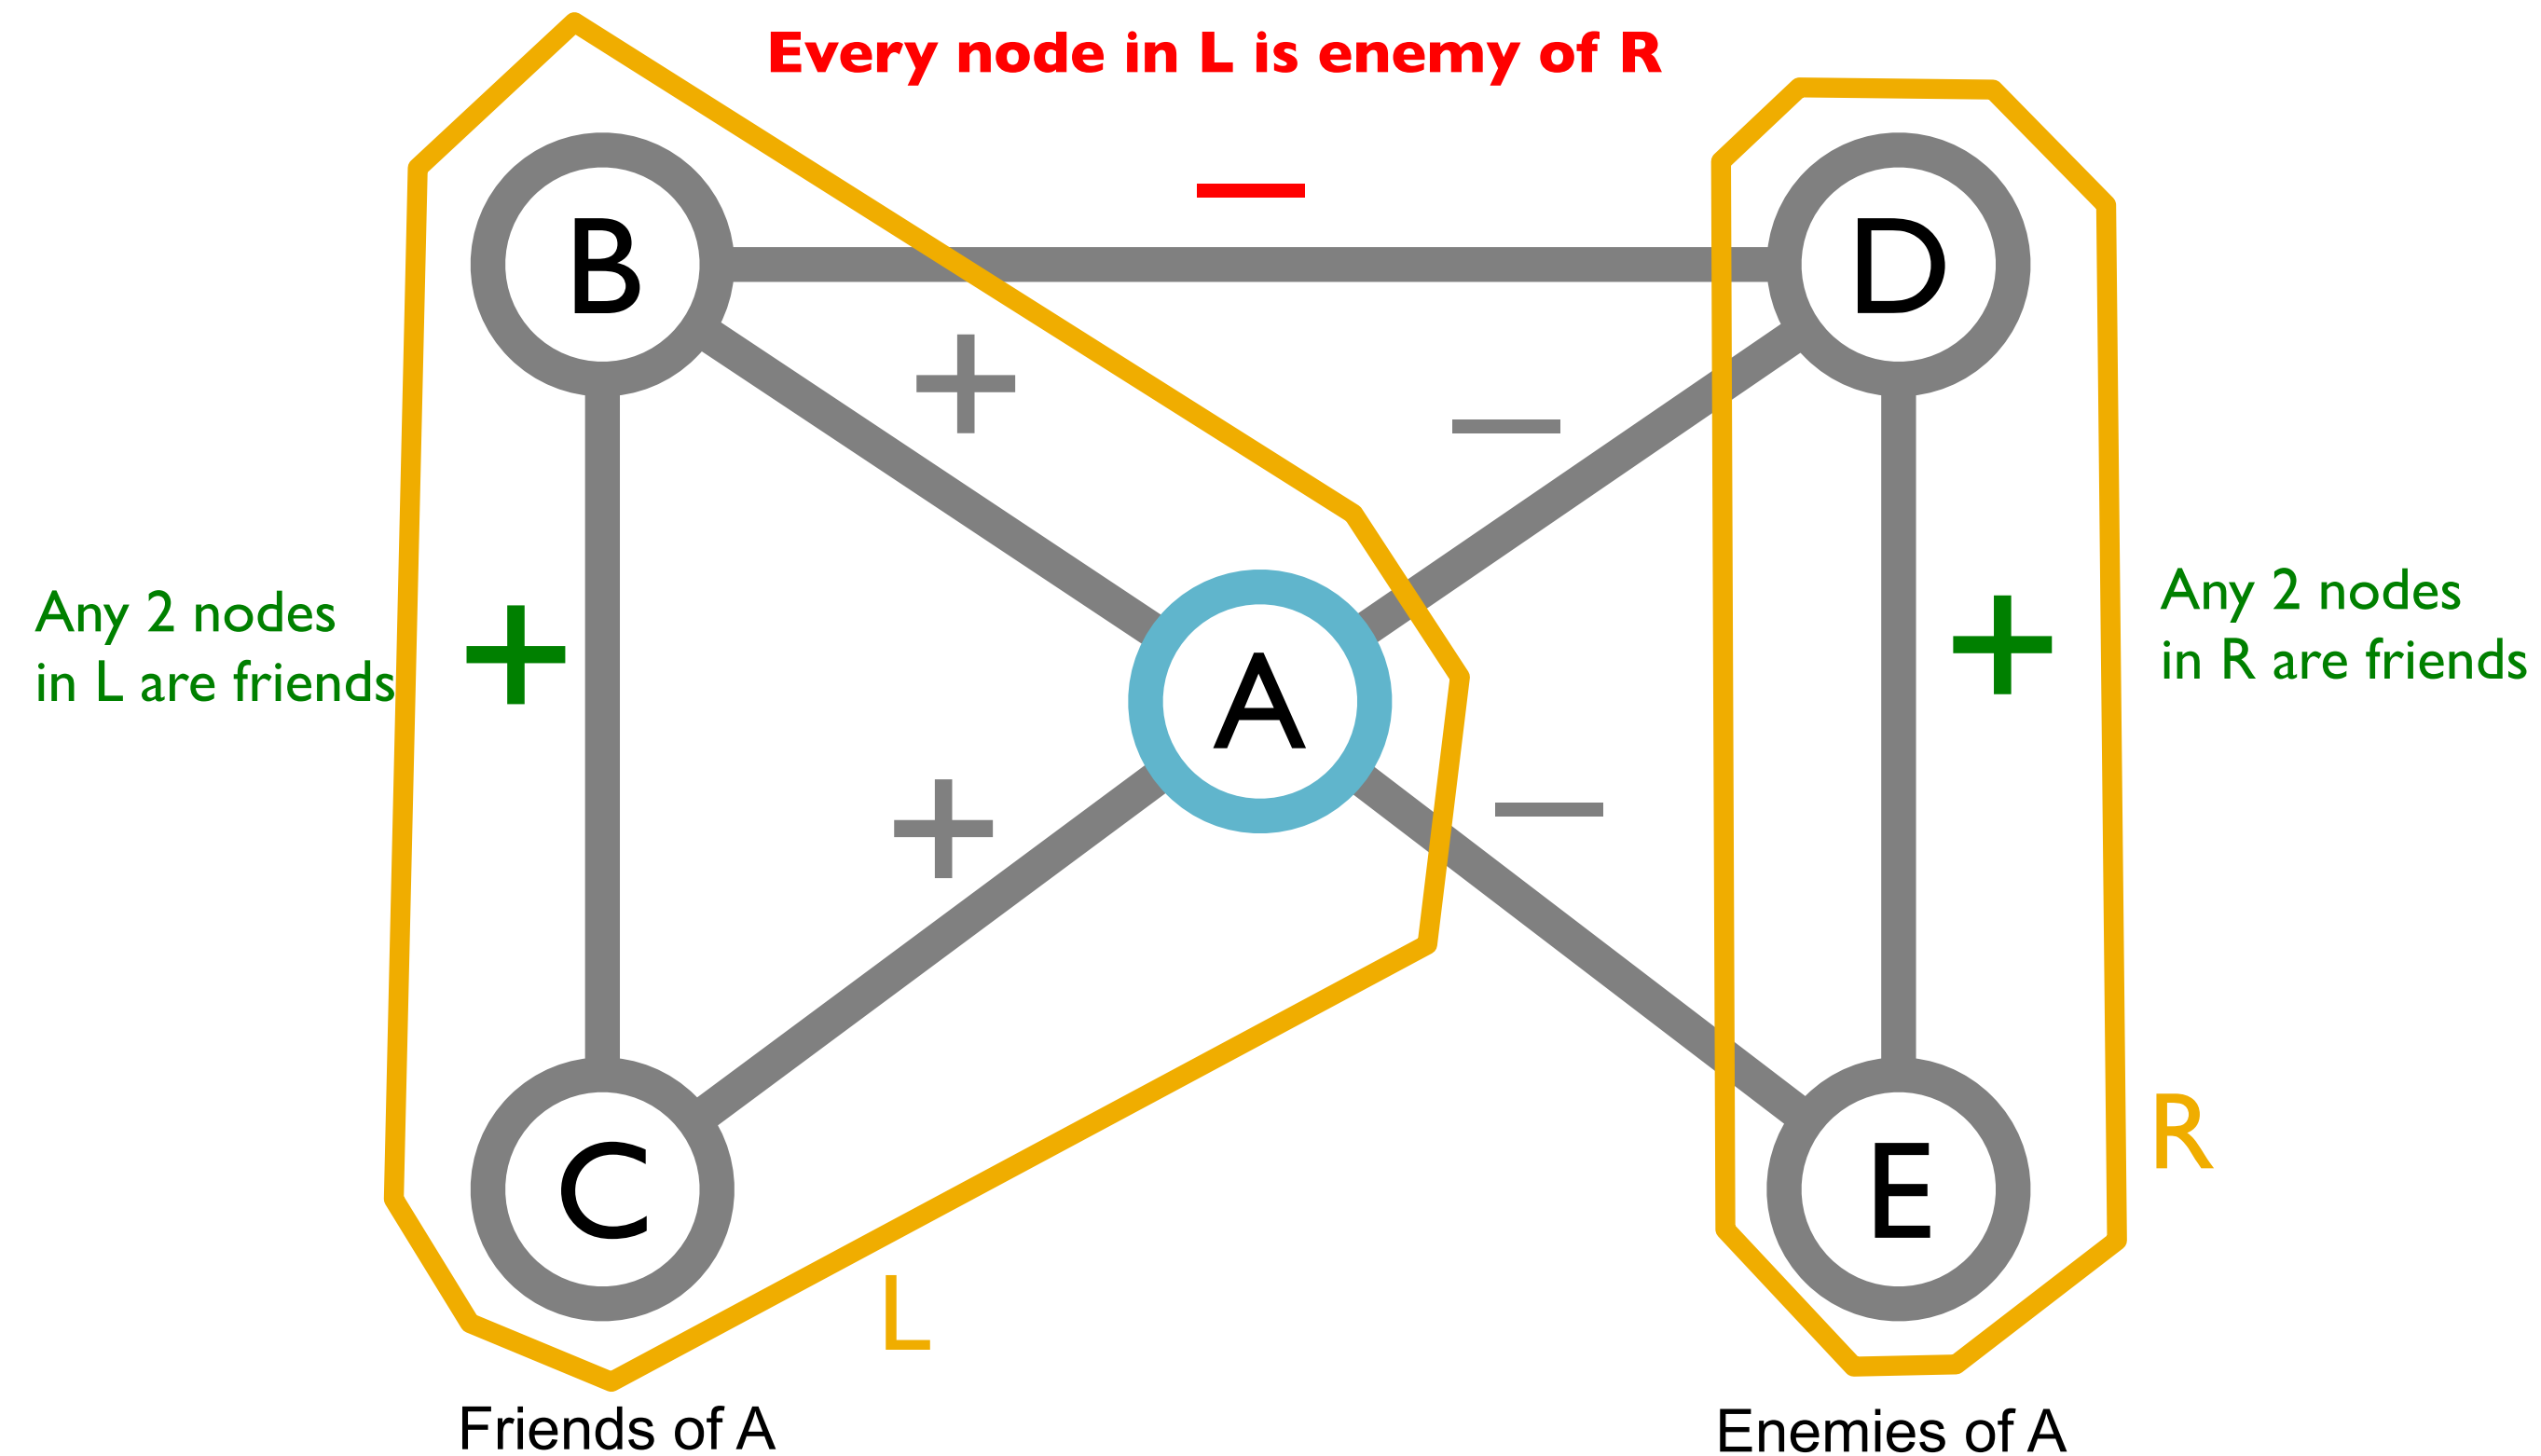 Every node in L is enemy of R
−
B
D
+
−
Any 2 nodes
in L are friends
+
A
+
Any 2 nodes
in R are friends
+
−
C
E
R
L
Friends of A
Enemies of A